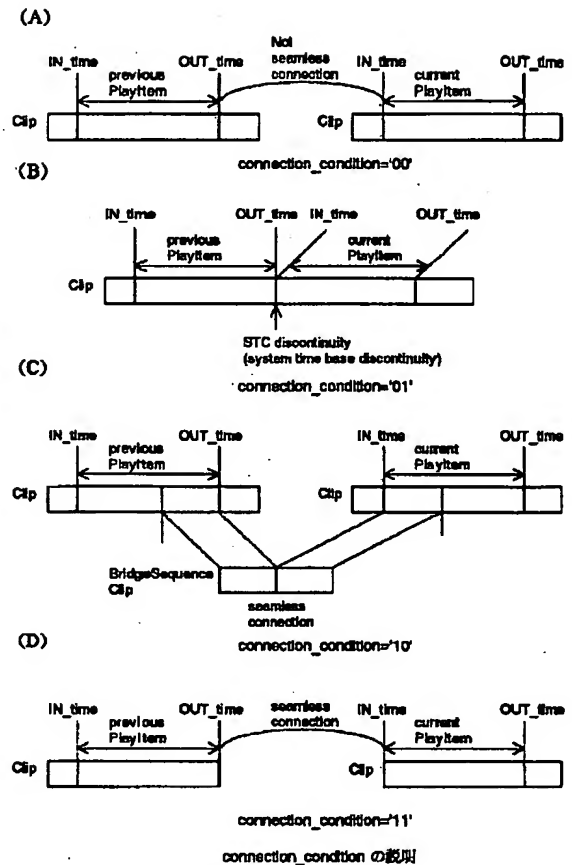 (A)
Not
seamless
connection
IN_time
OUT_time
IN_time
OUT_time
previous
PlayItem
current
PlayItem
Clip
Clip
connection_condition='00'
(B)
IN_time
OUT_time
IN_time
OUT_time
previous
PlayItem
current
PlayItem
Clip
STC discontinuity
(system time base discontinuity)
connection_condition='01'
(C)
IN_time
OUT_time
IN_time
OUT_time
previous
PlayItem
current
PlayItem
Clip
Clip
BridgeSequence
Clip
seamless
connection
connection_condition='10'
(D)
seamless
connection
IN_time
OUT_time
IN_time
OUT_time
previous
PlayItem
current
PlayItem
Clip
Clip
connection_condition='11'
connection_condition の説明